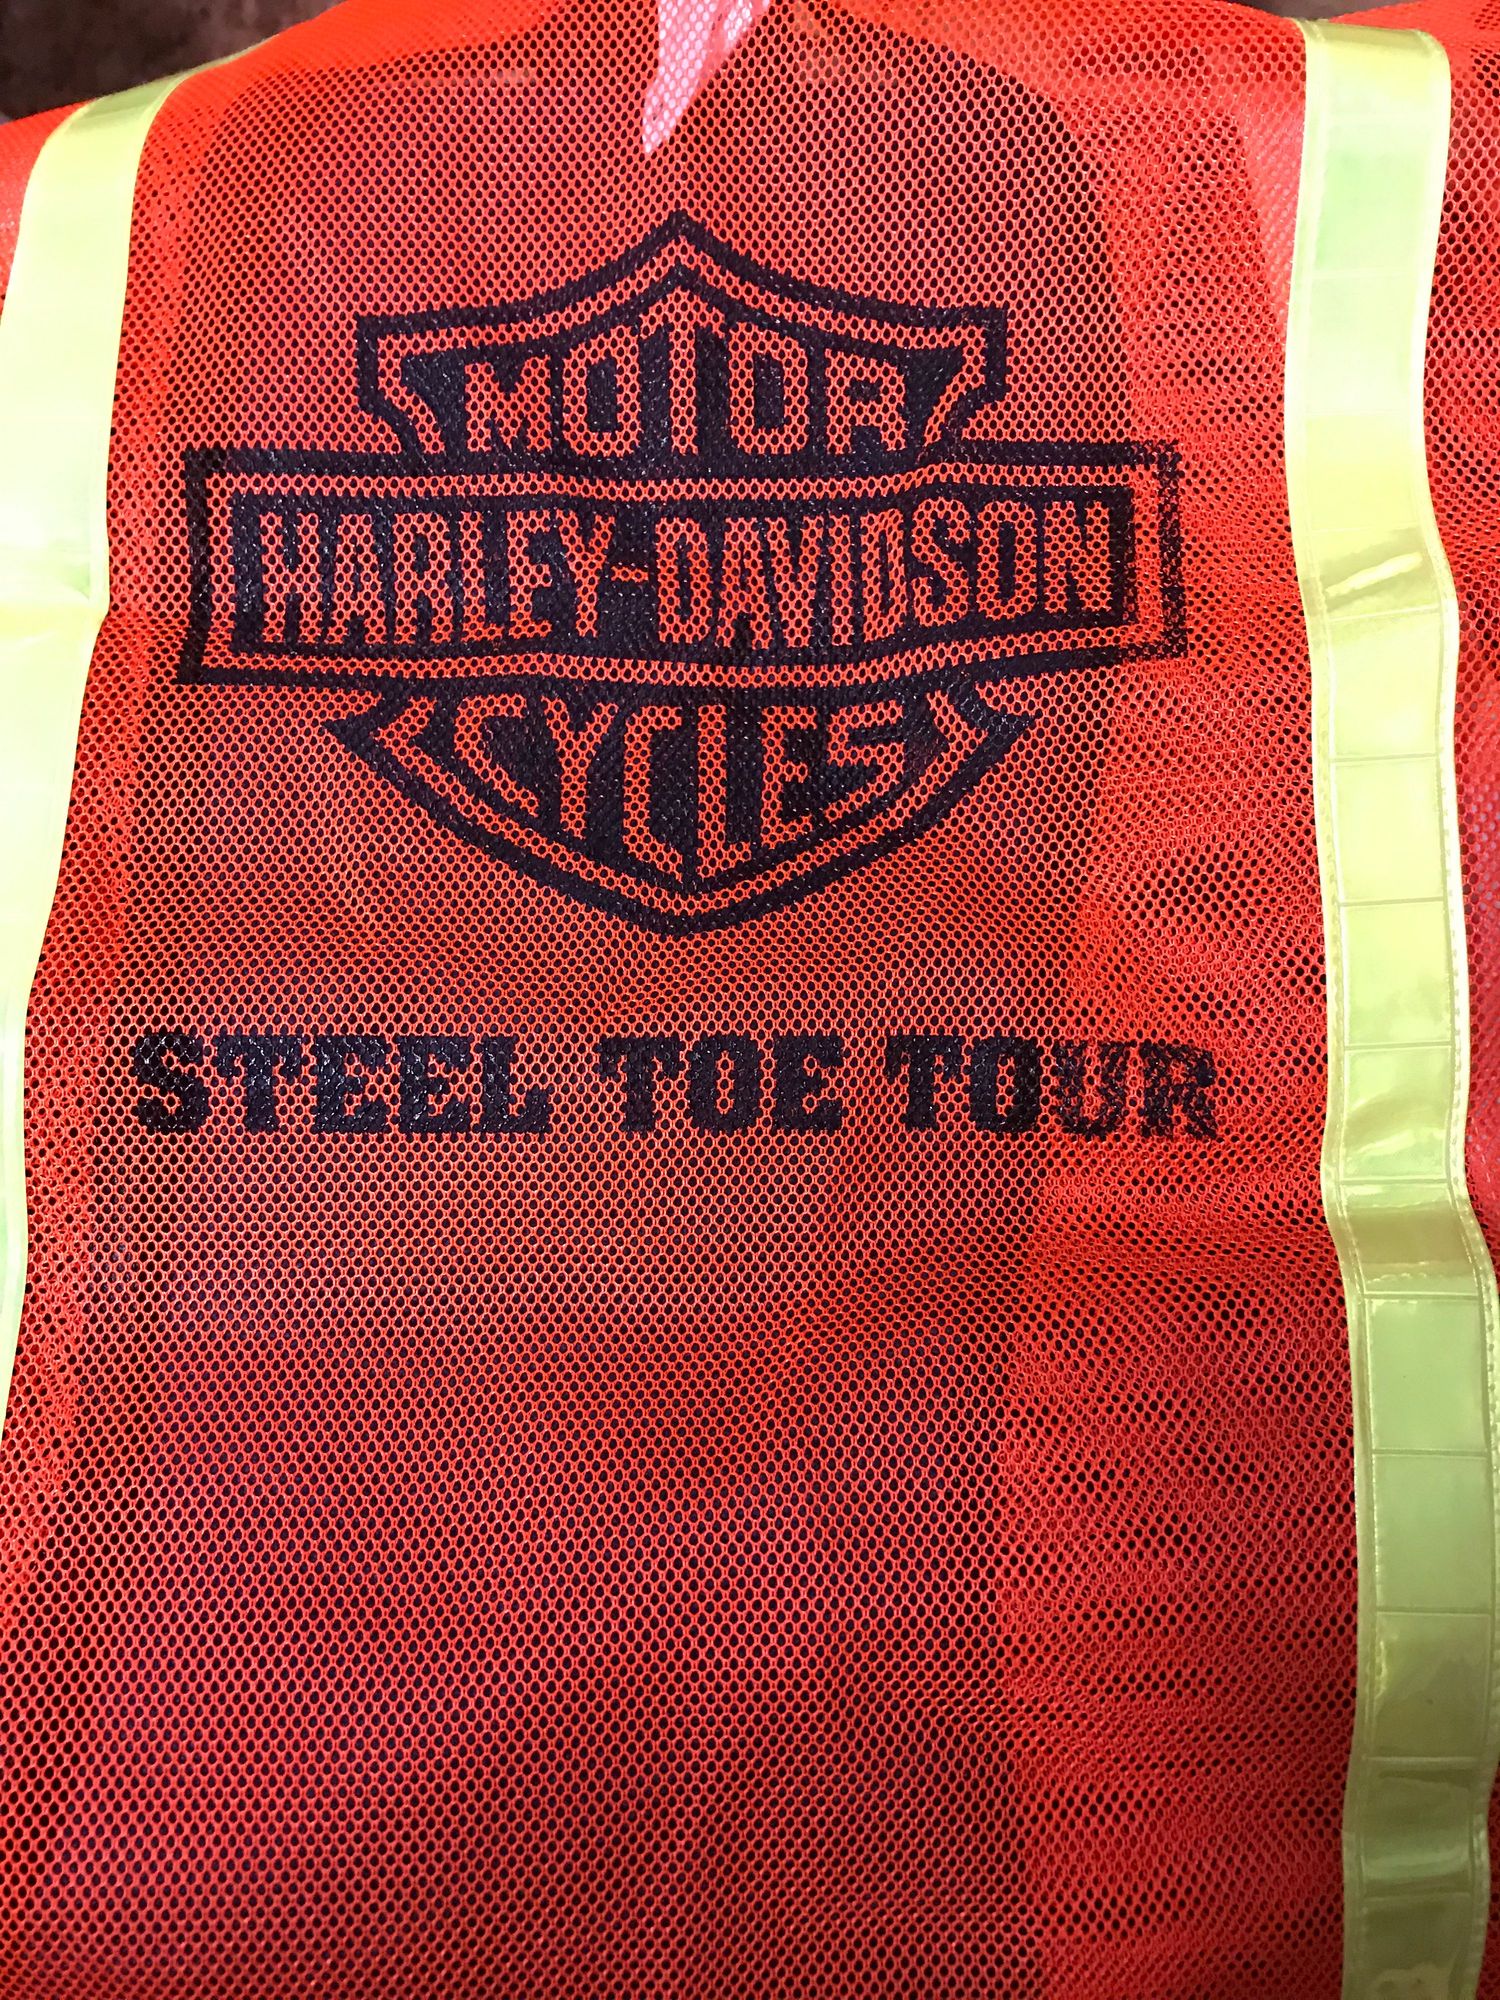 MOTOR
HARLEY-DAVIDSON
CYCLES
STEEL TOE TOUR